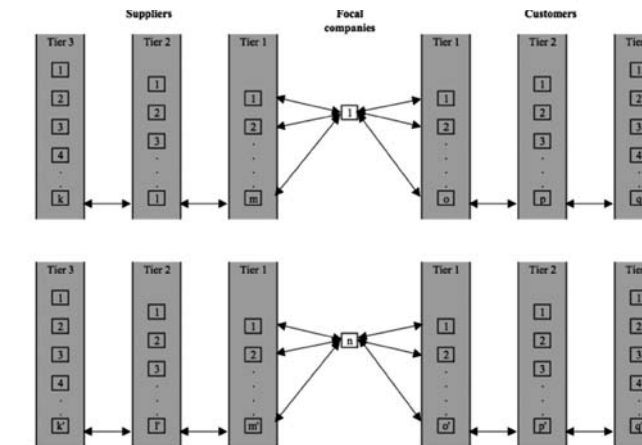 Suppliers Focal companies Customers
Tier 3 Tier 2 Tier 1 Tier 1 Tier 2
1 1 1 1 1 1 1
2 2 2 2 2 2
3 3 3 3
4 4
k l m o p q
Tier 3 Tier 2 Tier 1 Tier 1 Tier 2
1 1 1 n 1 1 1
2 2 2 2 2 2
3 3 3 3
4 4
k' l' m' o' p'